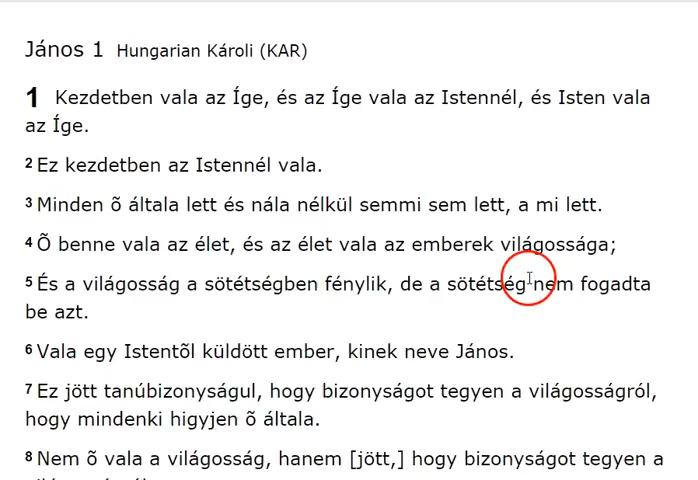 János 1 Hungarian Károli (KAR)
1 Kezdetben vala az Íge, és az Íge vala az Istennél, és Isten vala
az Íge.
2 Ez kezdetben az Istennél vala.
3 Minden õ általa lett és nála nélkül semmi sem lett, a mi lett.
4 Õ benne vala az élet, és az élet vala az emberek világossága;
5 És a világosság a sötétségben fénylik, de a sötétség nem fogadta
be azt.
6 Vala egy Istentõl küldött ember, kinek neve János.
7 Ez jött tanúbizonyságul, hogy bizonyságot tegyen a világosságról,
hogy mindenki higyjen õ általa.
8 Nem õ vala a világosság, hanem [jött,] hogy bizonyságot tegyen a